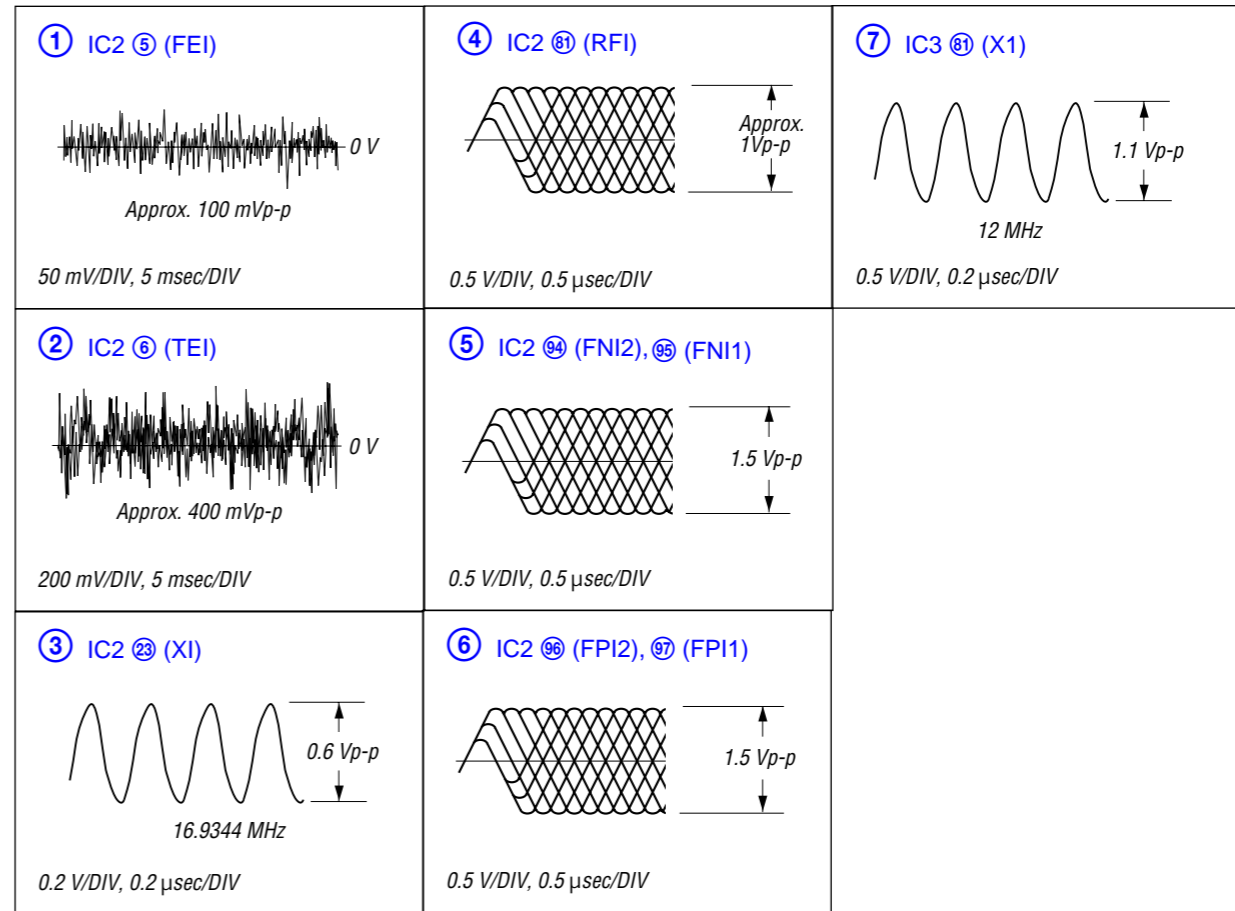 ① IC2 ⑤ (FEI)
0 V
Approx. 100 mVp-p
50 mV/DIV, 5 msec/DIV
② IC2 ⑥ (TEI)
0 V
Approx. 400 mVp-p
200 mV/DIV, 5 msec/DIV
③ IC2 ㉓ (XI)
0.6 Vp-p
16.9344 MHz
0.2 V/DIV, 0.2 µsec/DIV
④ IC2 81 (RFI)
Approx.
1Vp-p
0.5 V/DIV, 0.5 µsec/DIV
⑤ IC2 94 (FNI2), 95 (FNI1)
1.5 Vp-p
0.5 V/DIV, 0.5 µsec/DIV
⑥ IC2 96 (FPI2), 97 (FPI1)
1.5 Vp-p
0.5 V/DIV, 0.5 µsec/DIV
⑦ IC3 81 (X1)
1.1 Vp-p
12 MHz
0.5 V/DIV, 0.2 µsec/DIV